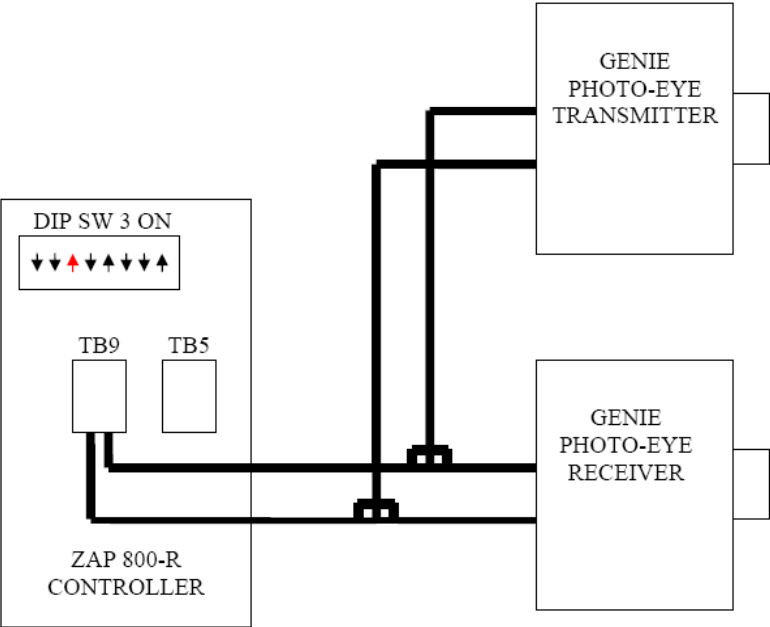 GENIE
PHOTO-EYE
TRANSMITTER
DIP SW 3 ON
TB9 TB5
GENIE
PHOTO-EYE
RECEIVER
ZAP 800-R
CONTROLLER